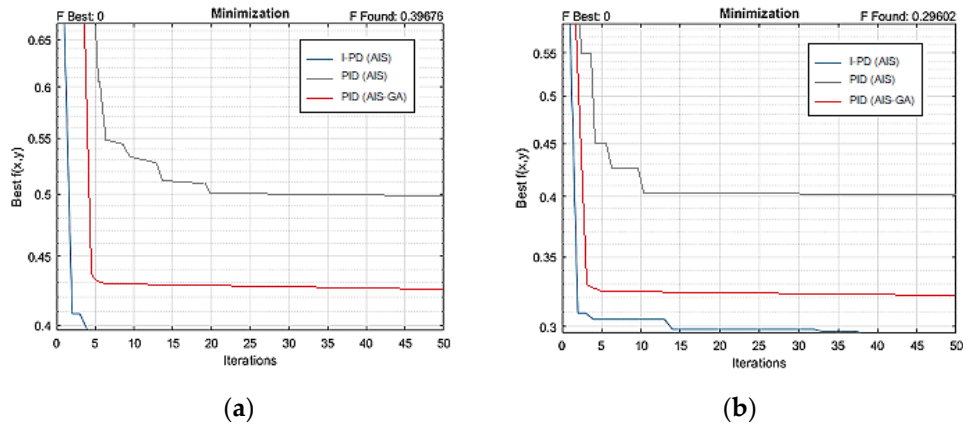 F Best: 0 Minimization F Found: 0.39676
0.65
0.6
0.55
0.5
0.45
0.4
Best f(x,y)
I-PD (AIS)
PID (AIS)
PID (AIS-GA)
0 5 10 15 20 25 30 35 40 45 50
Iterations
(a)
F Best: 0 Minimization F Found: 0.29602
0.55
0.5
0.45
0.4
0.35
0.3
Best f(x,y)
I-PD (AIS)
PID (AIS)
PID (AIS-GA)
0 5 10 15 20 25 30 35 40 45 50
Iterations
(b)